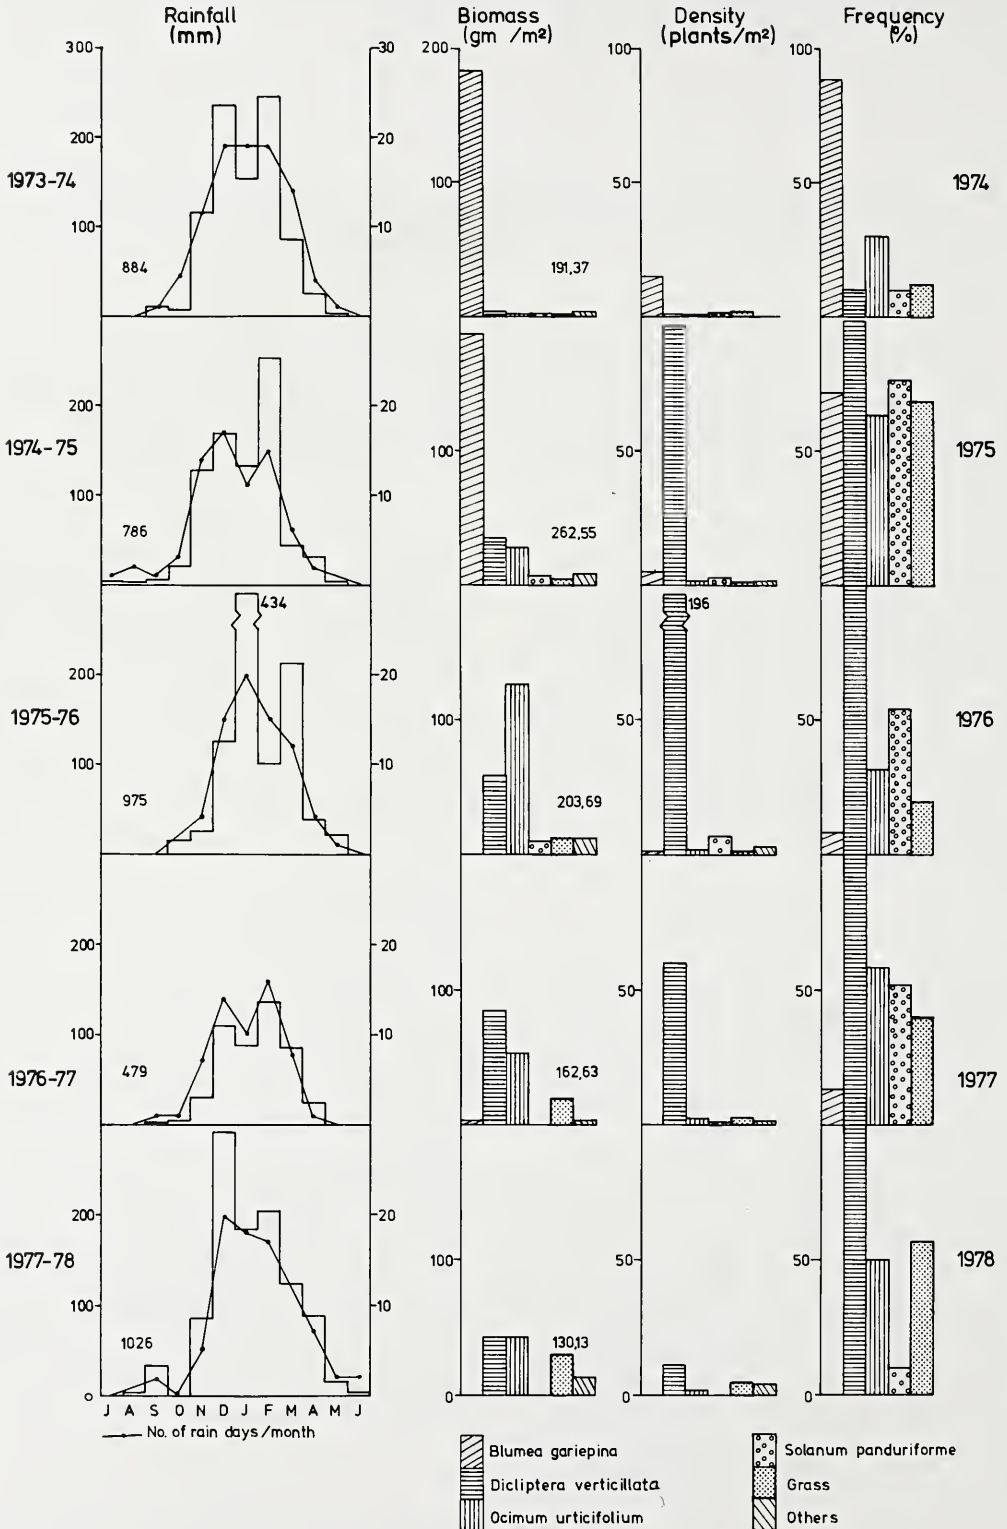 Rainfall Biomass Density Frequency
(mm) (gm /m²) (plants/m²) (%)
300 30 200 100 100
200 20
1973-74 100 50 50 1974
100 10
884 191,37
200 20
1974-75 100 50 50 1975
100 10
786 262,55
434 196
200 20
1975-76 100 50 50 1976
100 10
975 203,69
200 20
100 50 50
100 10
1976-77 479 162,63 1977
200 20
1977-78 100 50 50 1978
100 10
1026 130,13
0 0 0 0
J A S O N D J F M A M J
No. of rain days /month
Blumea gariepina Solanum panduriforme
Dicliptera verticillata Grass
Ocimum urticifolium Others